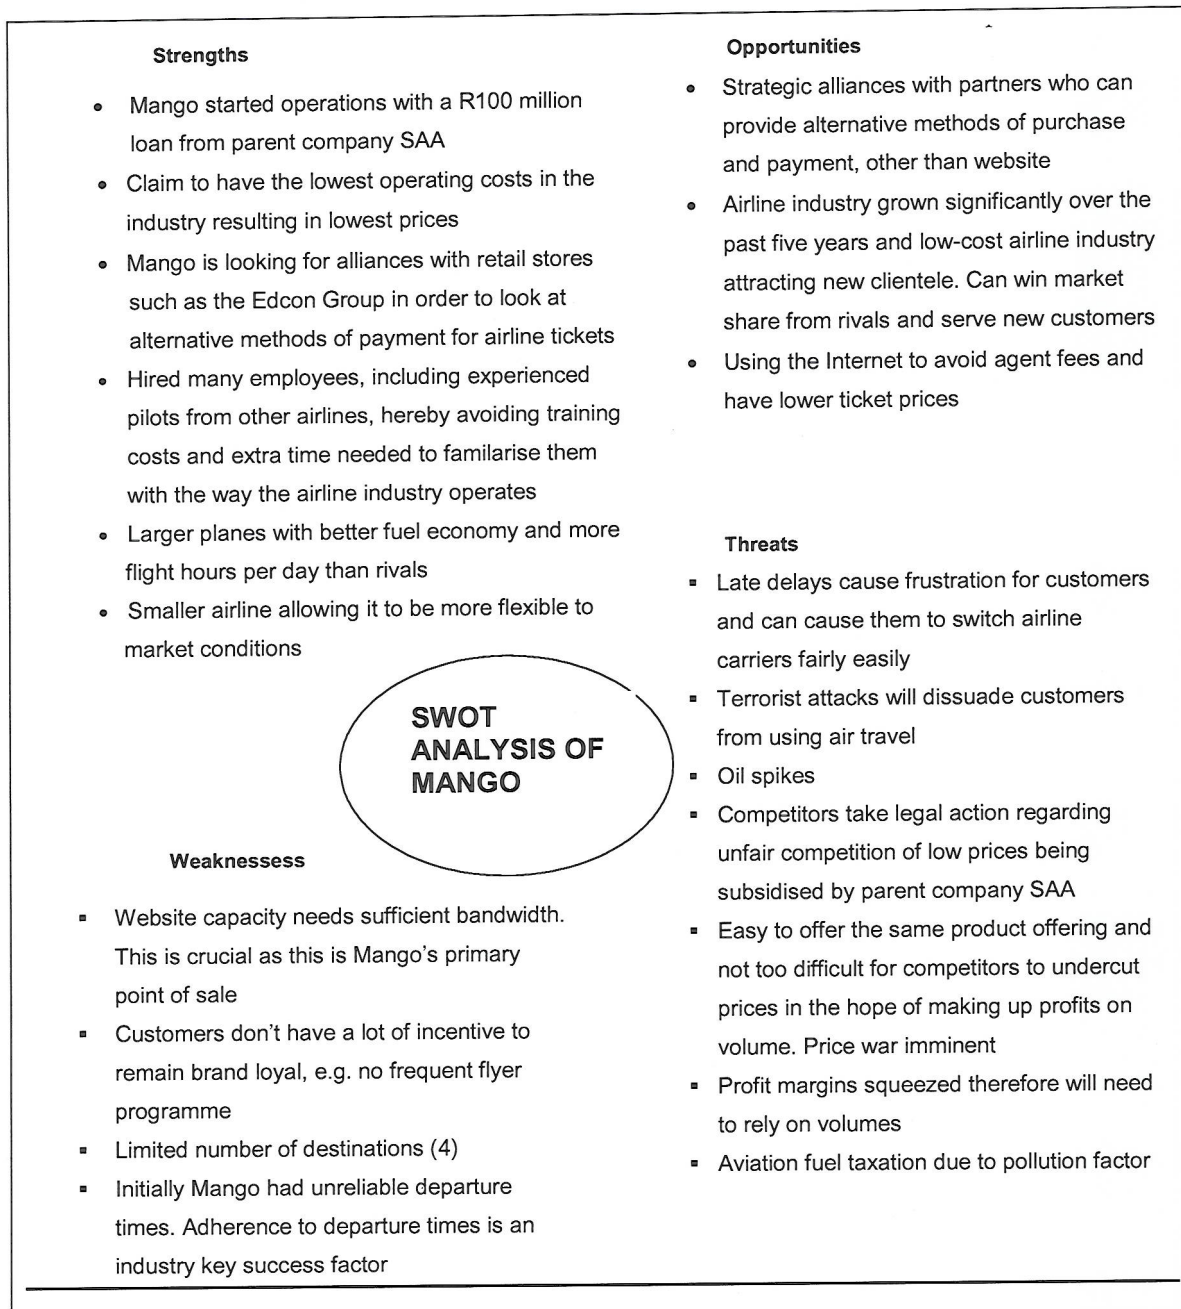 Strengths
• Mango started operations with a R100 million
loan from parent company SAA
• Claim to have the lowest operating costs in the
industry resulting in lowest prices
• Mango is looking for alliances with retail stores
such as the Edcon Group in order to look at
alternative methods of payment for airline tickets
• Hired many employees, including experienced
pilots from other airlines, hereby avoiding training
costs and extra time needed to familarise them
with the way the airline industry operates
• Larger planes with better fuel economy and more
flight hours per day than rivals
• Smaller airline allowing it to be more flexible to
market conditions
Opportunities
• Strategic alliances with partners who can
provide alternative methods of purchase
and payment, other than website
• Airline industry grown significantly over the
past five years and low-cost airline industry
attracting new clientele. Can win market
share from rivals and serve new customers
• Using the Internet to avoid agent fees and
have lower ticket prices
SWOT
ANALYSIS OF
MANGO
Weaknessess
▪ Website capacity needs sufficient bandwidth.
This is crucial as this is Mango's primary
point of sale
▪ Customers don't have a lot of incentive to
remain brand loyal, e.g. no frequent flyer
programme
▪ Limited number of destinations (4)
▪ Initially Mango had unreliable departure
times. Adherence to departure times is an
industry key success factor
Threats
▪ Late delays cause frustration for customers
and can cause them to switch airline
carriers fairly easily
▪ Terrorist attacks will dissuade customers
from using air travel
▪ Oil spikes
▪ Competitors take legal action regarding
unfair competition of low prices being
subsidised by parent company SAA
▪ Easy to offer the same product offering and
not too difficult for competitors to undercut
prices in the hope of making up profits on
volume. Price war imminent
▪ Profit margins squeezed therefore will need
to rely on volumes
▪ Aviation fuel taxation due to pollution factor